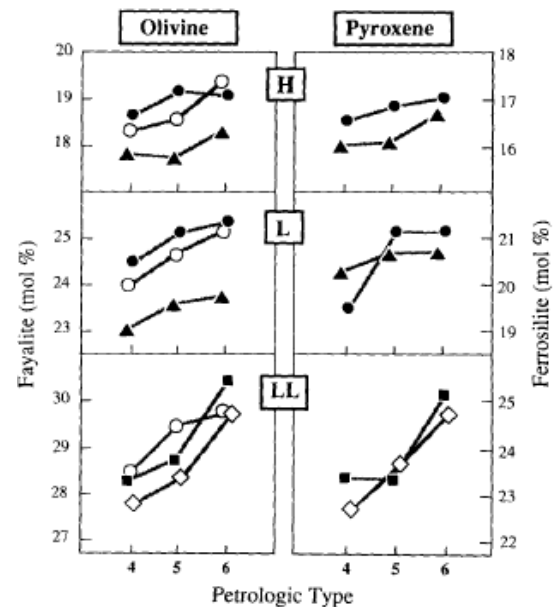 Olivine
Pyroxene
H
L
LL
20
19
18
25
24
23
30
29
28
27
18
17
16
21
20
19
25
24
23
22
Fayalite (mol %)
Ferrosilite (mol %)
4 5 6
4 5 6
Petrologic Type